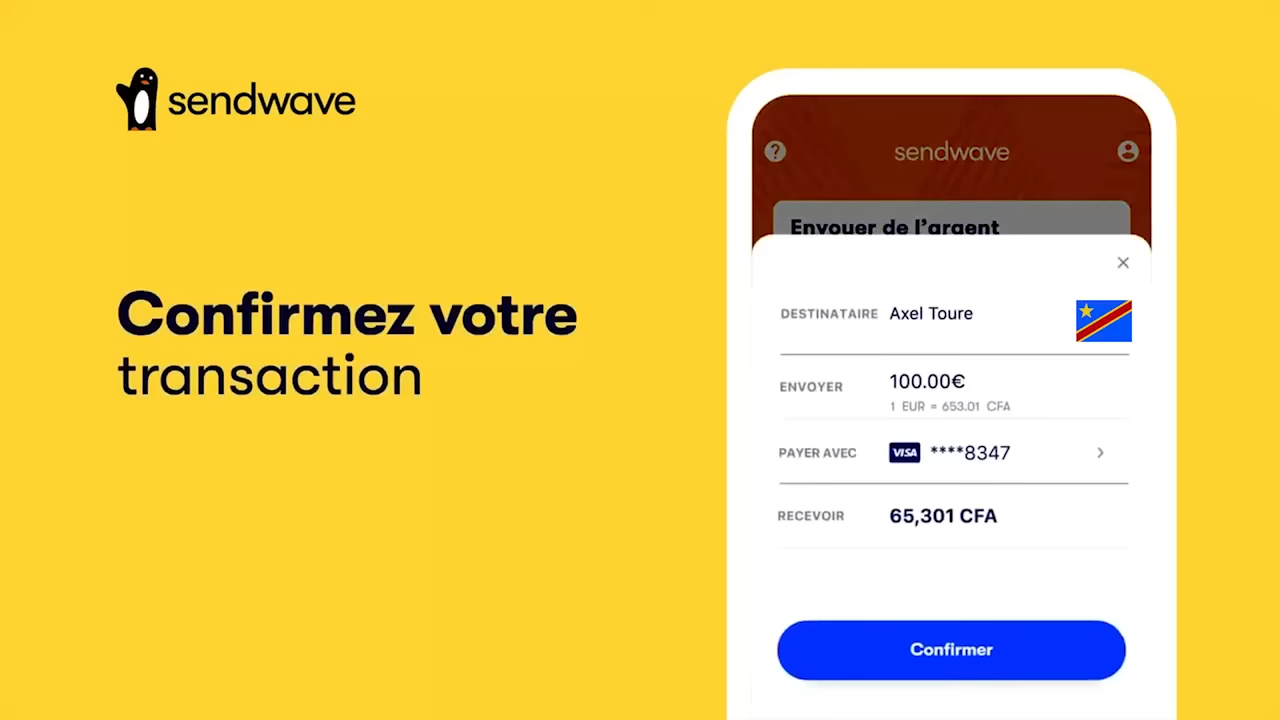 sendwave
Confirmez votre
transaction
sendwave
Envoyer de l'argent
DESTINATAIRE Axel Toure
ENVOYER 100.00€
1 EUR = 653.01 CFA
PAYER AVEC VISA ****8347
RECEVOIR 65,301 CFA
Confirmer